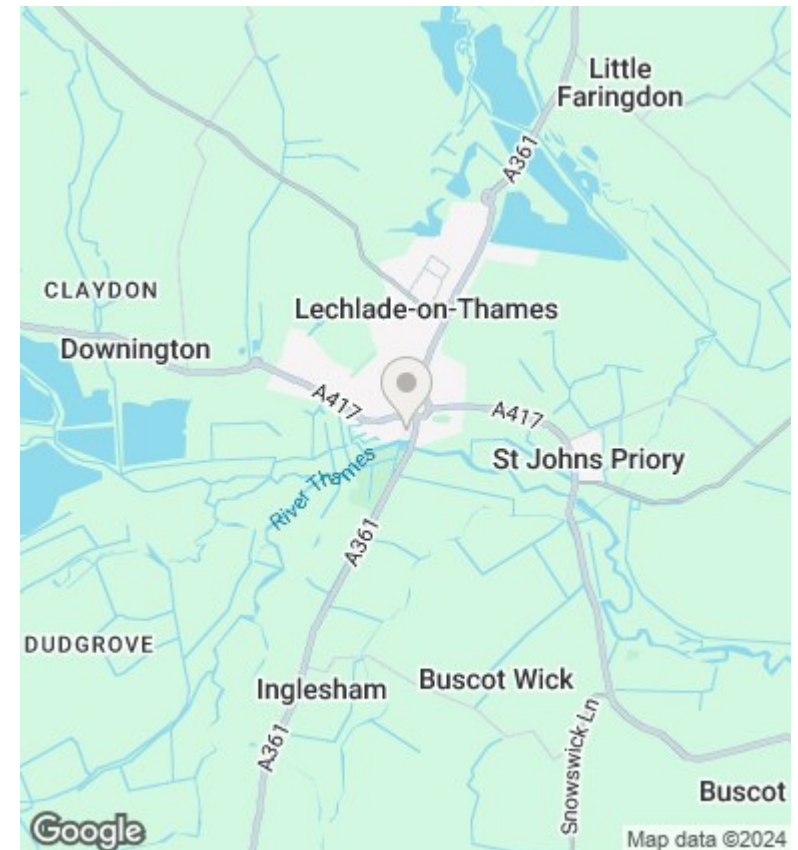 Little
Faringdon
A361
CLAYDON
Lechlade-on-Thames
Downington
A417
A417
St Johns Priory
River Thames
A361
DUDGROVE
Inglesham
Buscot Wick
A361
Snowswick Ln
Buscot
Google
Map data ©2024